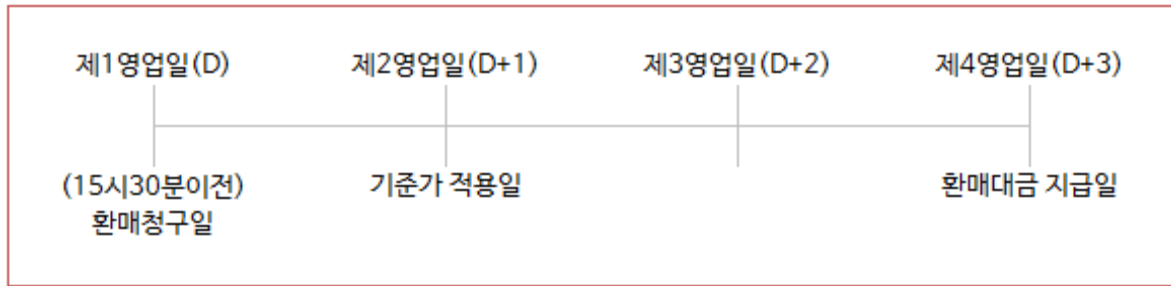 제1영업일(D) 제2영업일(D+1) 제3영업일(D+2) 제4영업일(D+3)
(15시30분이전) 기준가 적용일 환매대금 지급일
환매청구일